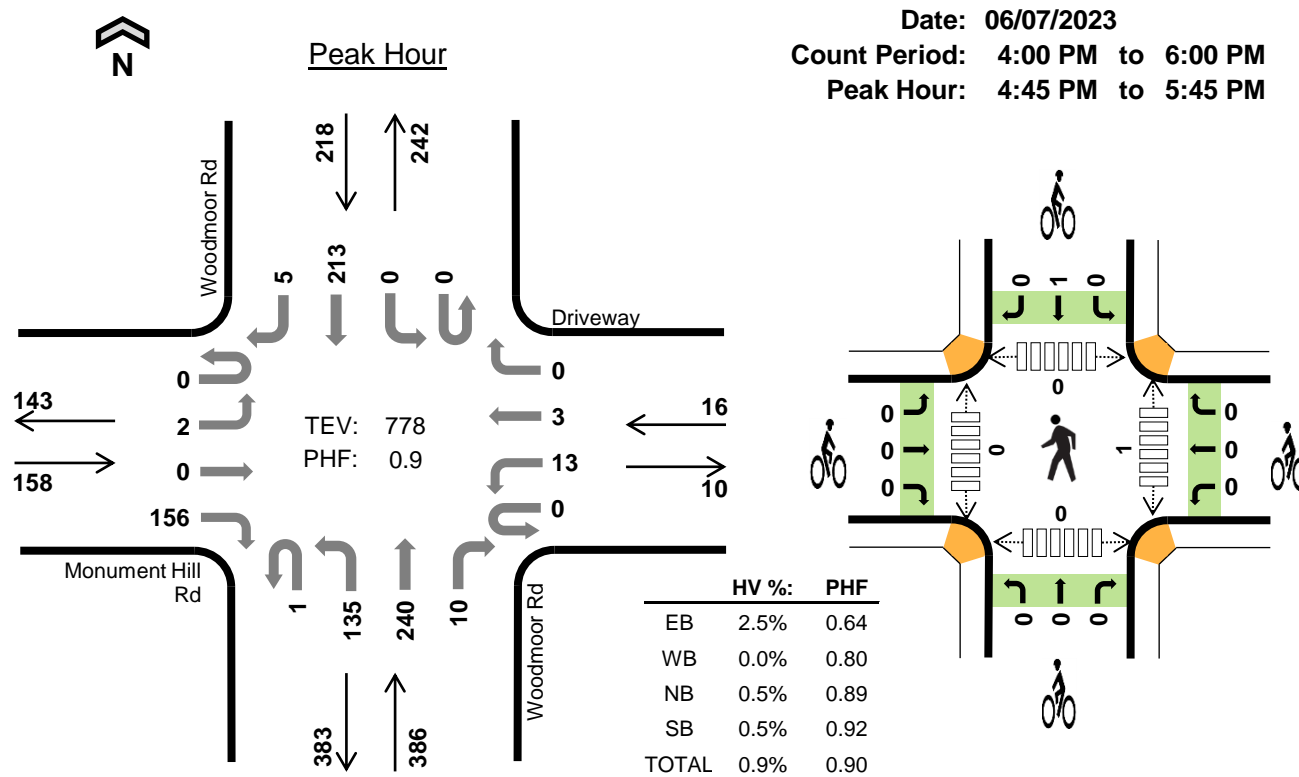 Date: 06/07/2023
Count Period: 4:00 PM to 6:00 PM
Peak Hour: 4:45 PM to 5:45 PM
N
Peak Hour
218
242
Woodmoor Rd
5
213
0
0
Driveway
0
2
0
156
143
158
TEV: 778
PHF: 0.9
0
3
13
0
16
10
Monument Hill
Rd
1
135
240
10
Woodmoor Rd
383
386
HV %: PHF
EB 2.5% 0.64
WB 0.0% 0.80
NB 0.5% 0.89
SB 0.5% 0.92
TOTAL 0.9% 0.90
0
1
0
0
0
0
0
0
1
0
0
0
0
0
0
0